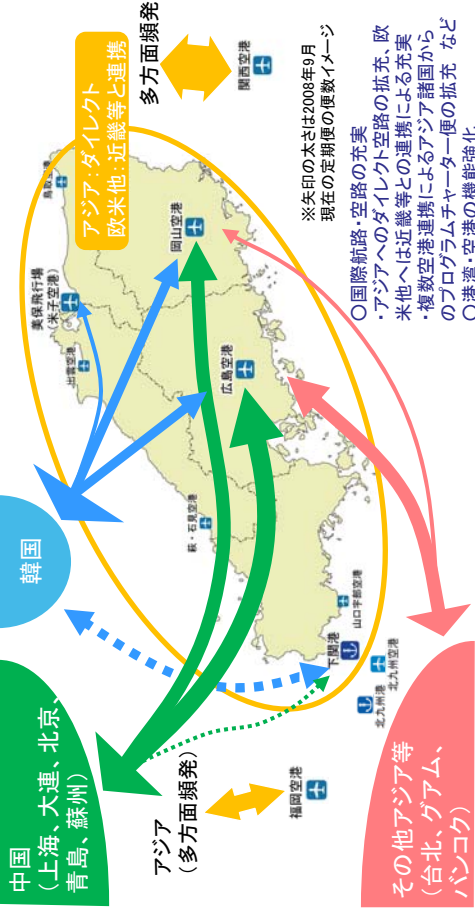 中国
（上海、大連、北京、
青島、蘇州）
韓国
アジア：ダイレクト
欧米他：近畿等と連携
多方面頻発
関西空港
鳥取空港
美保飛行場
（米子空港）
出雲空港
岡山空港
広島空港
萩・石見空港
山口宇部空港
下関港
北九州港
北九州空港
アジア
（多方面頻発）
福岡空港
その他アジア等
（台北、グアム、
バンコク）
※矢印の太さは2008年9月
現在の定期便の便数イメージ
○国際航路・空路の充実
・アジアへのダイレクト空路の拡充、欧
米他へは近畿等との連携による充実
・複数空港連携によるアジア諸国から
のプログラムチャーター便の拡充　など
○港湾・空港の機能強化